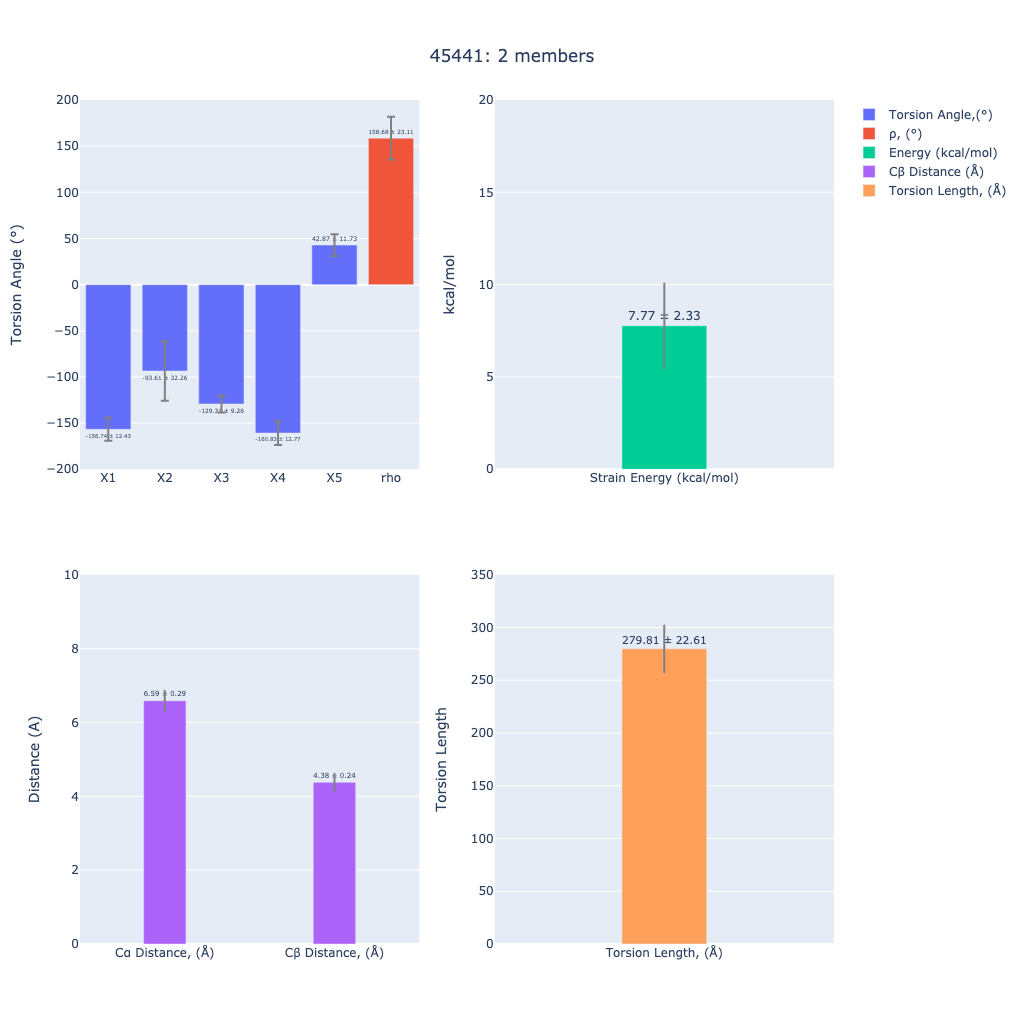 45441: 2 members
Torsion Angle (°)
200
150
100
50
0
−50
−100
−150
−200
158.68 ± 23.11
42.87 ± 11.73
-93.61 ± 32.26
-129.33 ± 9.26
-156.74 ± 12.43
-160.83 ± 12.77
X1 X2 X3 X4 X5 rho
kcal/mol
20
15
10
5
0
7.77 ± 2.33
Strain Energy (kcal/mol)
Torsion Angle,(°)
ρ, (°)
Energy (kcal/mol)
Cβ Distance (Å)
Torsion Length, (Å)
Distance (A)
10
8
6
4
2
0
6.59 ± 0.29
4.38 ± 0.24
Cα Distance, (Å) Cβ Distance, (Å)
Torsion Length
350
300
250
200
150
100
50
0
279.81 ± 22.61
Torsion Length, (Å)